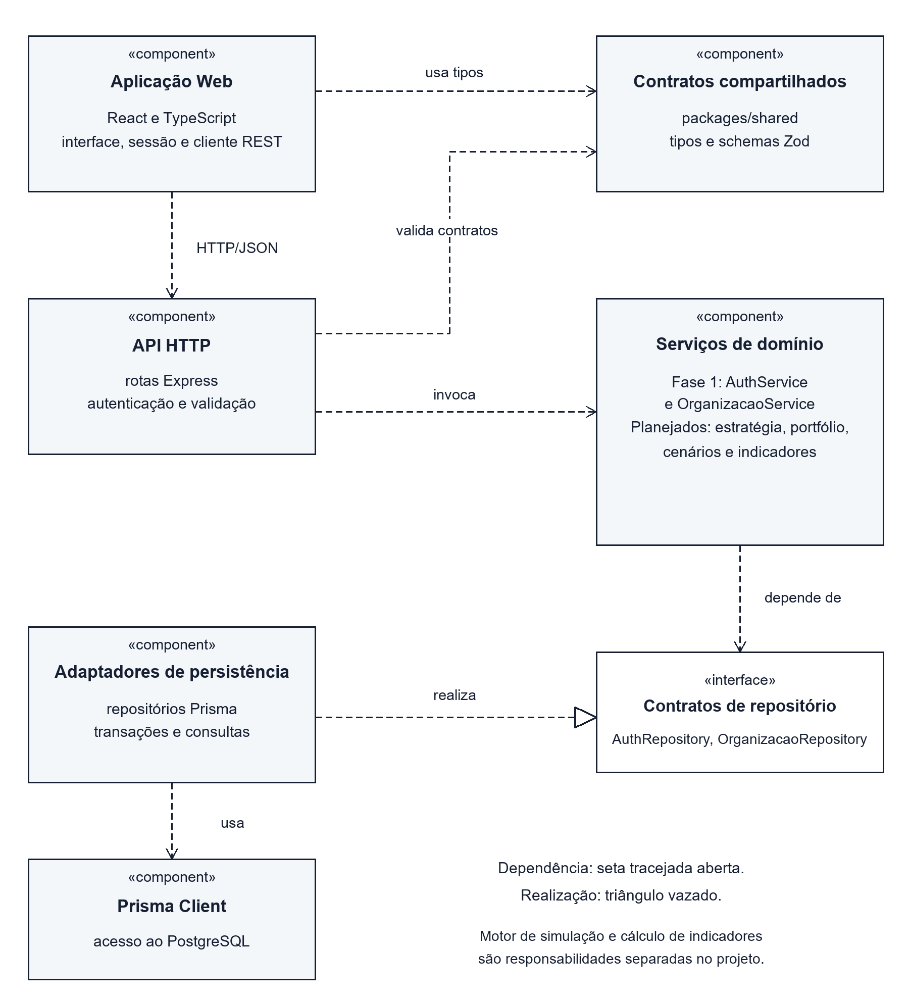 «component»
Aplicação Web
React e TypeScript
interface, sessão e cliente REST
usa tipos
«component»
Contratos compartilhados
packages/shared
tipos e schemas Zod
valida contratos
HTTP/JSON
«component»
API HTTP
rotas Express
autenticação e validação
invoca
«component»
Serviços de domínio
Fase 1: AuthService
e OrganizacaoService
Planejados: estratégia, portfólio,
cenários e indicadores
depende de
«component»
Adaptadores de persistência
repositórios Prisma
transações e consultas
realiza
«interface»
Contratos de repositório
AuthRepository, OrganizacaoRepository
usa
«component»
Prisma Client
acesso ao PostgreSQL
Dependência: seta tracejada aberta.
Realização: triângulo vazado.
Motor de simulação e cálculo de indicadores
são responsabilidades separadas no projeto.